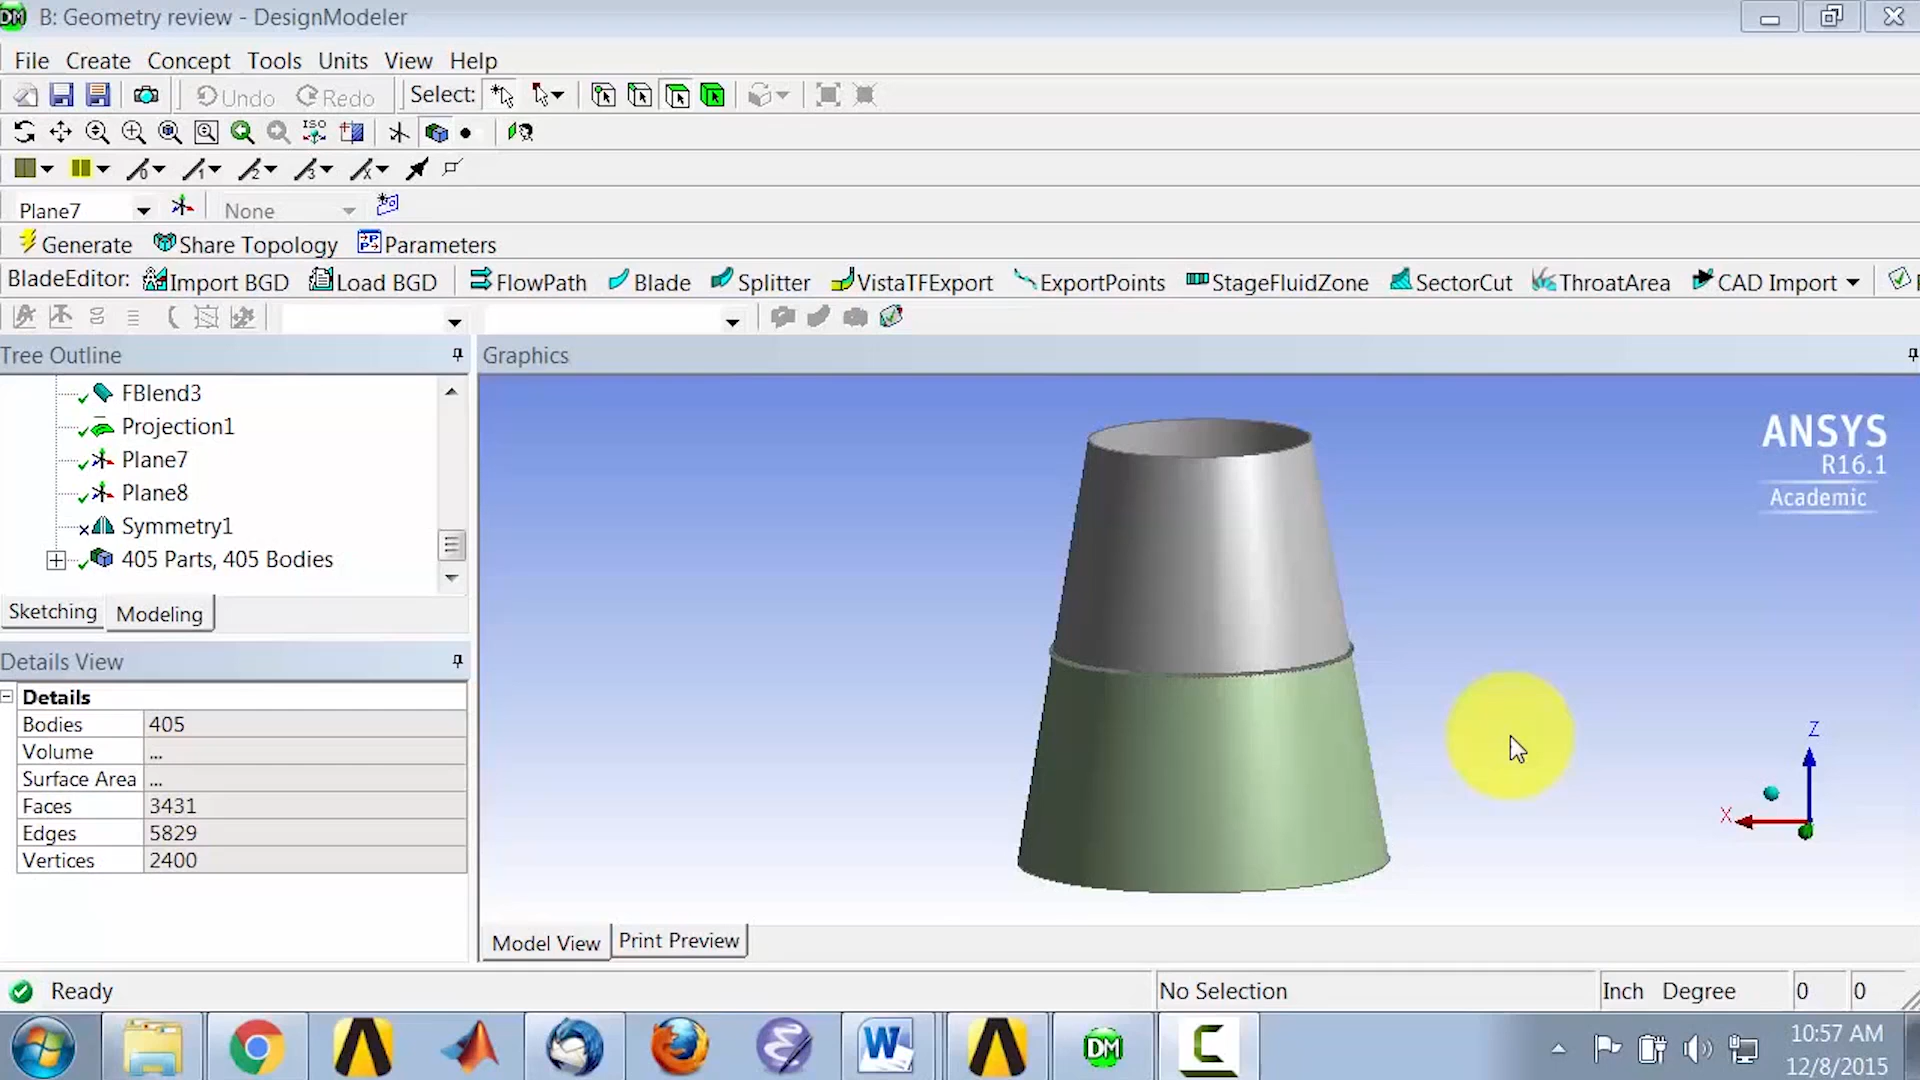 B: Geometry review - DesignModeler
File Create Concept Tools Units View Help
Undo Redo Select:
ISO
Plane7 None
Generate Share Topology Parameters
BladeEditor: Import BGD Load BGD FlowPath Blade Splitter VistaTFExport ExportPoints StageFluidZone SectorCut ThroatArea CAD Import
Tree Outline
Graphics
FBlend3
Projection1
Plane7
Plane8
Symmetry1
405 Parts, 405 Bodies
Sketching Modeling
Details View
Details
Bodies 405
Volume ...
Surface Area ...
Faces 3431
Edges 5829
Vertices 2400
ANSYS
R16.1
Academic
Z
X
Model View Print Preview
Ready No Selection Inch Degree 0 0
DM
10:57 AM
12/8/2015